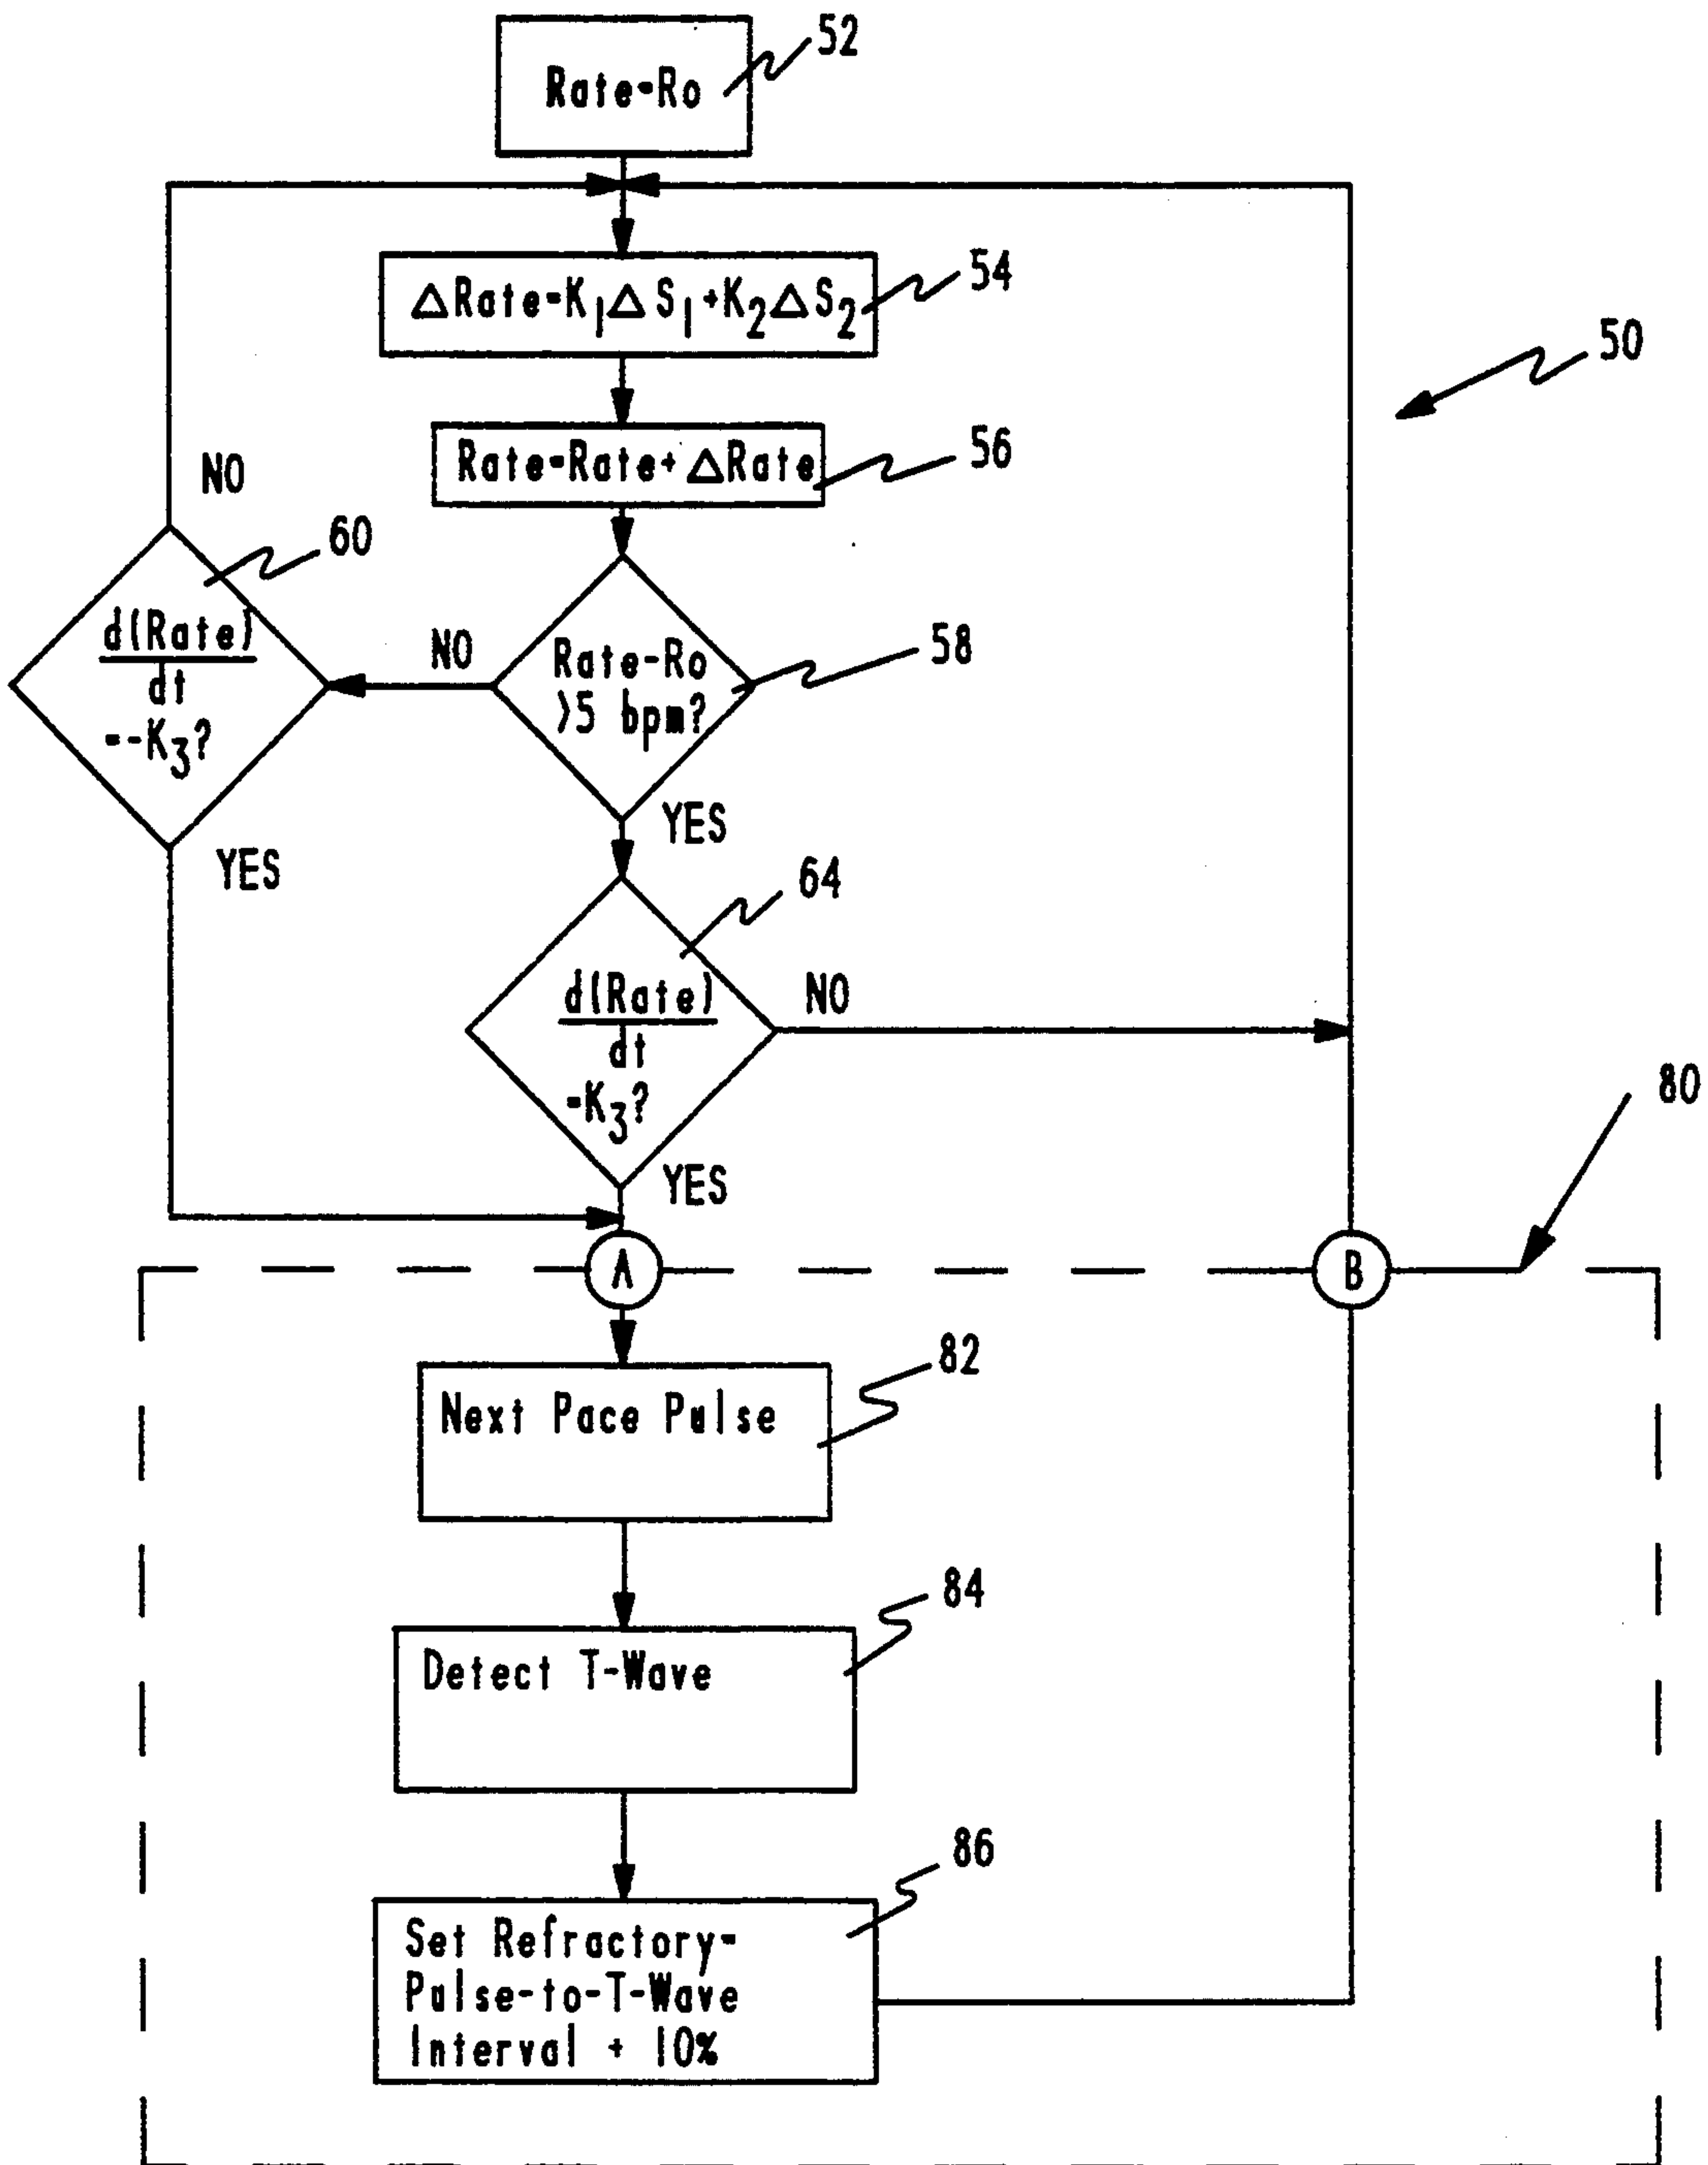 52
Rate=Ro
54
ΔRate=K₁ΔS₁+K₂ΔS₂
50
56
Rate=Rate+ΔRate
NO
60
d(Rate)
dt
=-K₃?
NO
Rate-Ro
>5 bpm?
58
YES
YES
64
d(Rate)
dt
=K₃?
NO
YES
80
A
B
82
Next Pace Pulse
84
Detect T-Wave
86
Set Refractory=
Pulse-to-T-Wave
Interval + 10%